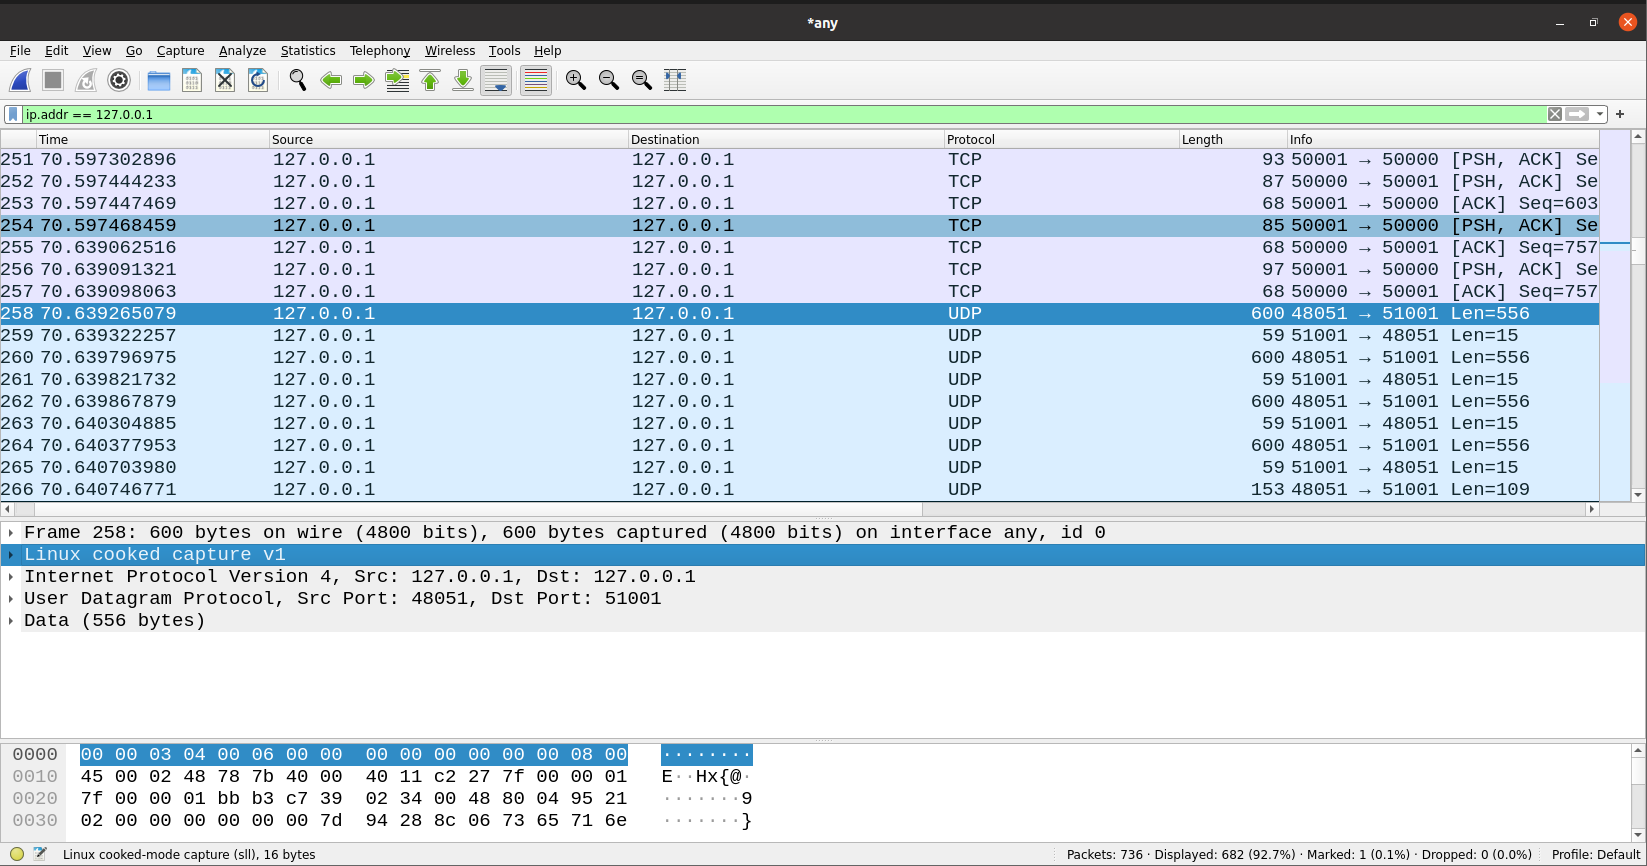 *any
File Edit View Go Capture Analyze Statistics Telephony Wireless Tools Help
ip.addr == 127.0.0.1
Time Source Destination Protocol Length Info
251 70.597302896 127.0.0.1 127.0.0.1 TCP 93 50001 → 50000 [PSH, ACK] Se
252 70.597444233 127.0.0.1 127.0.0.1 TCP 87 50000 → 50001 [PSH, ACK] Se
253 70.597447469 127.0.0.1 127.0.0.1 TCP 68 50001 → 50000 [ACK] Seq=603
254 70.597468459 127.0.0.1 127.0.0.1 TCP 85 50001 → 50000 [PSH, ACK] Se
255 70.639062516 127.0.0.1 127.0.0.1 TCP 68 50000 → 50001 [ACK] Seq=757
256 70.639091321 127.0.0.1 127.0.0.1 TCP 97 50001 → 50000 [PSH, ACK] Se
257 70.639098063 127.0.0.1 127.0.0.1 TCP 68 50000 → 50001 [ACK] Seq=757
258 70.639265079 127.0.0.1 127.0.0.1 UDP 600 48051 → 51001 Len=556
259 70.639322257 127.0.0.1 127.0.0.1 UDP 59 51001 → 48051 Len=15
260 70.639796975 127.0.0.1 127.0.0.1 UDP 600 48051 → 51001 Len=556
261 70.639821732 127.0.0.1 127.0.0.1 UDP 59 51001 → 48051 Len=15
262 70.639867879 127.0.0.1 127.0.0.1 UDP 600 48051 → 51001 Len=556
263 70.640304885 127.0.0.1 127.0.0.1 UDP 59 51001 → 48051 Len=15
264 70.640377953 127.0.0.1 127.0.0.1 UDP 600 48051 → 51001 Len=556
265 70.640703980 127.0.0.1 127.0.0.1 UDP 59 51001 → 48051 Len=15
266 70.640746771 127.0.0.1 127.0.0.1 UDP 153 48051 → 51001 Len=109
Frame 258: 600 bytes on wire (4800 bits), 600 bytes captured (4800 bits) on interface any, id 0
Linux cooked capture v1
Internet Protocol Version 4, Src: 127.0.0.1, Dst: 127.0.0.1
User Datagram Protocol, Src Port: 48051, Dst Port: 51001
Data (556 bytes)
0000 00 00 03 04 00 06 00 00 00 00 00 00 00 00 08 00 ········
0010 45 00 02 48 78 7b 40 00 40 11 c2 27 7f 00 00 01 E··Hx{@·
0020 7f 00 00 01 bb b3 c7 39 02 34 00 48 80 04 95 21 ·······9
0030 02 00 00 00 00 00 00 7d 94 28 8c 06 73 65 71 6e ·······}
Linux cooked-mode capture (sll), 16 bytes Packets: 736 · Displayed: 682 (92.7%) · Marked: 1 (0.1%) · Dropped: 0 (0.0%) Profile: Default